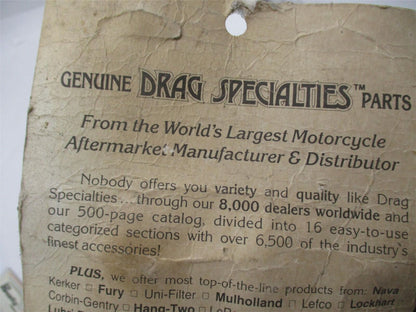 GENUINE DRAG SPECIALTIES™ PARTS
From the World's Largest Motorcycle
Aftermarket Manufacturer & Distributor
Nobody offers you variety and quality like Drag
Specialties...through our 8,000 dealers worldwide and
our 500-page catalog, divided into 16 easy-to-use
categorized sections with over 6,500 of the industry's
finest accessories!
PLUS, we offer most top-of-the-line products from: Nava
Kerker □ Fury □ Uni-Filter □ Mulholland □ Lefco □ Lockhart
Corbin-Gentry □ Hang-Two